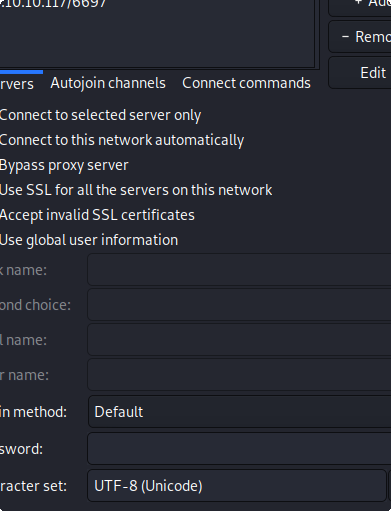 .10.10.117/6697
Add
− Remo
Edit
rvers Autojoin channels Connect commands
Connect to selected server only
Connect to this network automatically
Bypass proxy server
Use SSL for all the servers on this network
Accept invalid SSL certificates
Use global user information
k name:
ond choice:
l name:
r name:
in method: Default
sword:
racter set: UTF-8 (Unicode)